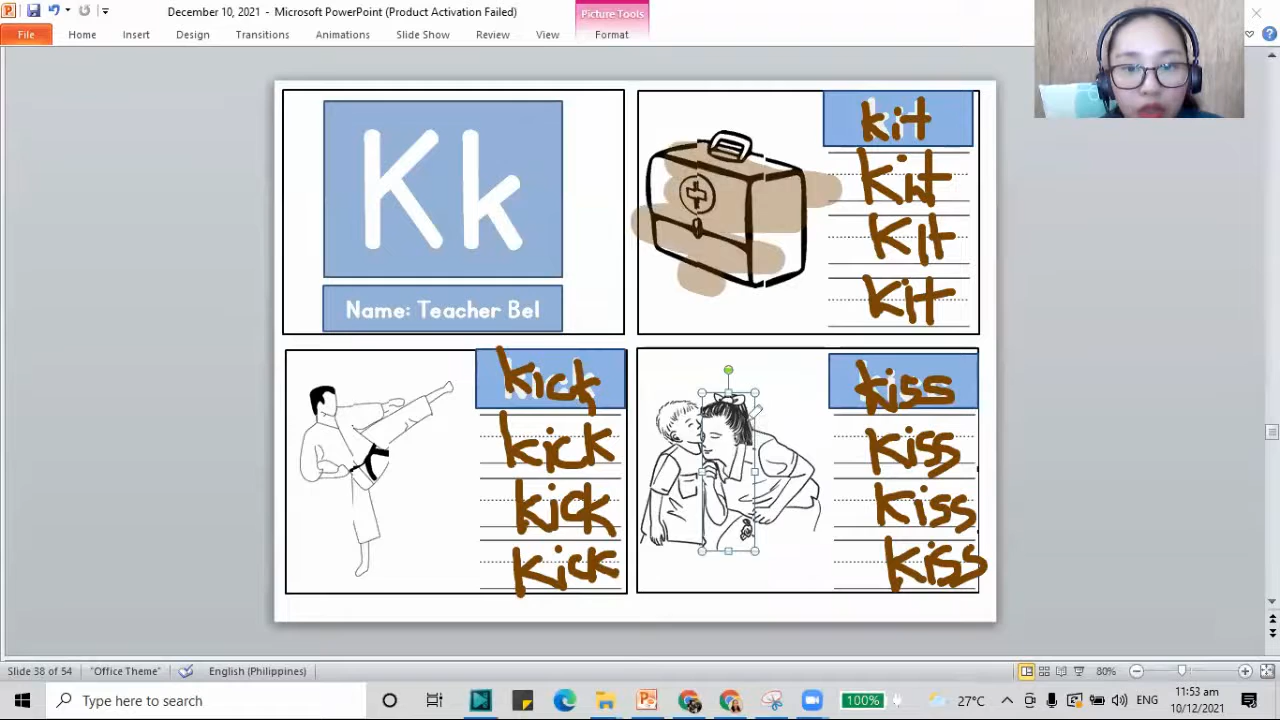 December 10, 2021 - Microsoft PowerPoint (Product Activation Failed)
Picture Tools
File Home Insert Design Transitions Animations Slide Show Review View Format
Kk
Name: Teacher Bel
kit
kit
kit
kit
kick
kick
kick
kick
kiss
kiss
kiss
kiss
Slide 38 of 54 "Office Theme" English (Philippines) 80%
Type here to search 100% 27°C ENG 11:53 am
10/12/2021